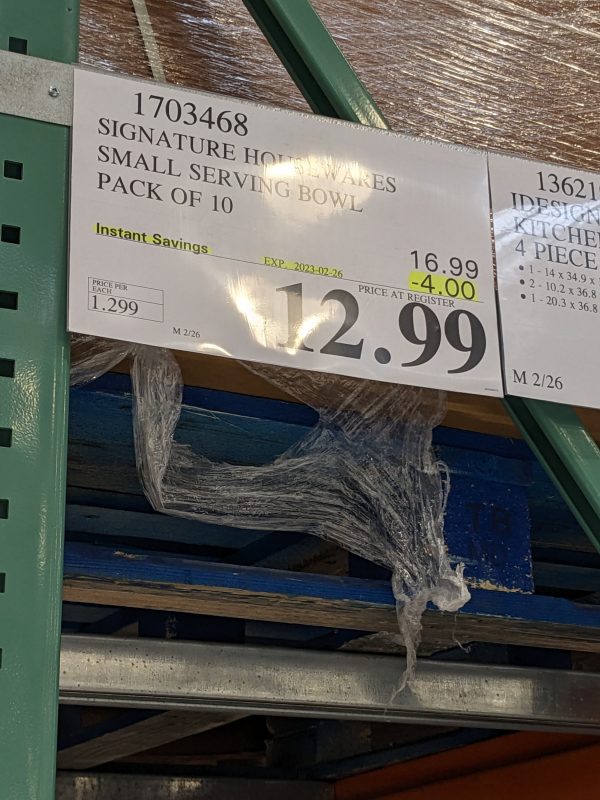 1703468
SIGNATURE HOUSEWARES
SMALL SERVING BOWL
PACK OF 10
Instant Savings
EXP. 2023-02-26
16.99
-4.00
PRICE AT REGISTER
12.99
PRICE PER
EACH
1.299
M 2/26
13621
IDESIGN
KITCHE
4 PIECE
• 1 - 14 x 34.9 x
• 2 - 10.2 x 36.8
• 1 - 20.3 x 36.8
M 2/26